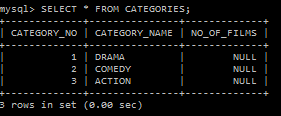 mysql> SELECT * FROM CATEGORIES;
+-------------+---------------+-------------+
| CATEGORY_NO | CATEGORY_NAME | NO_OF_FILMS |
+-------------+---------------+-------------+
| 1 | DRAMA | NULL |
| 2 | COMEDY | NULL |
| 3 | ACTION | NULL |
+-------------+---------------+-------------+
3 rows in set (0.00 sec)